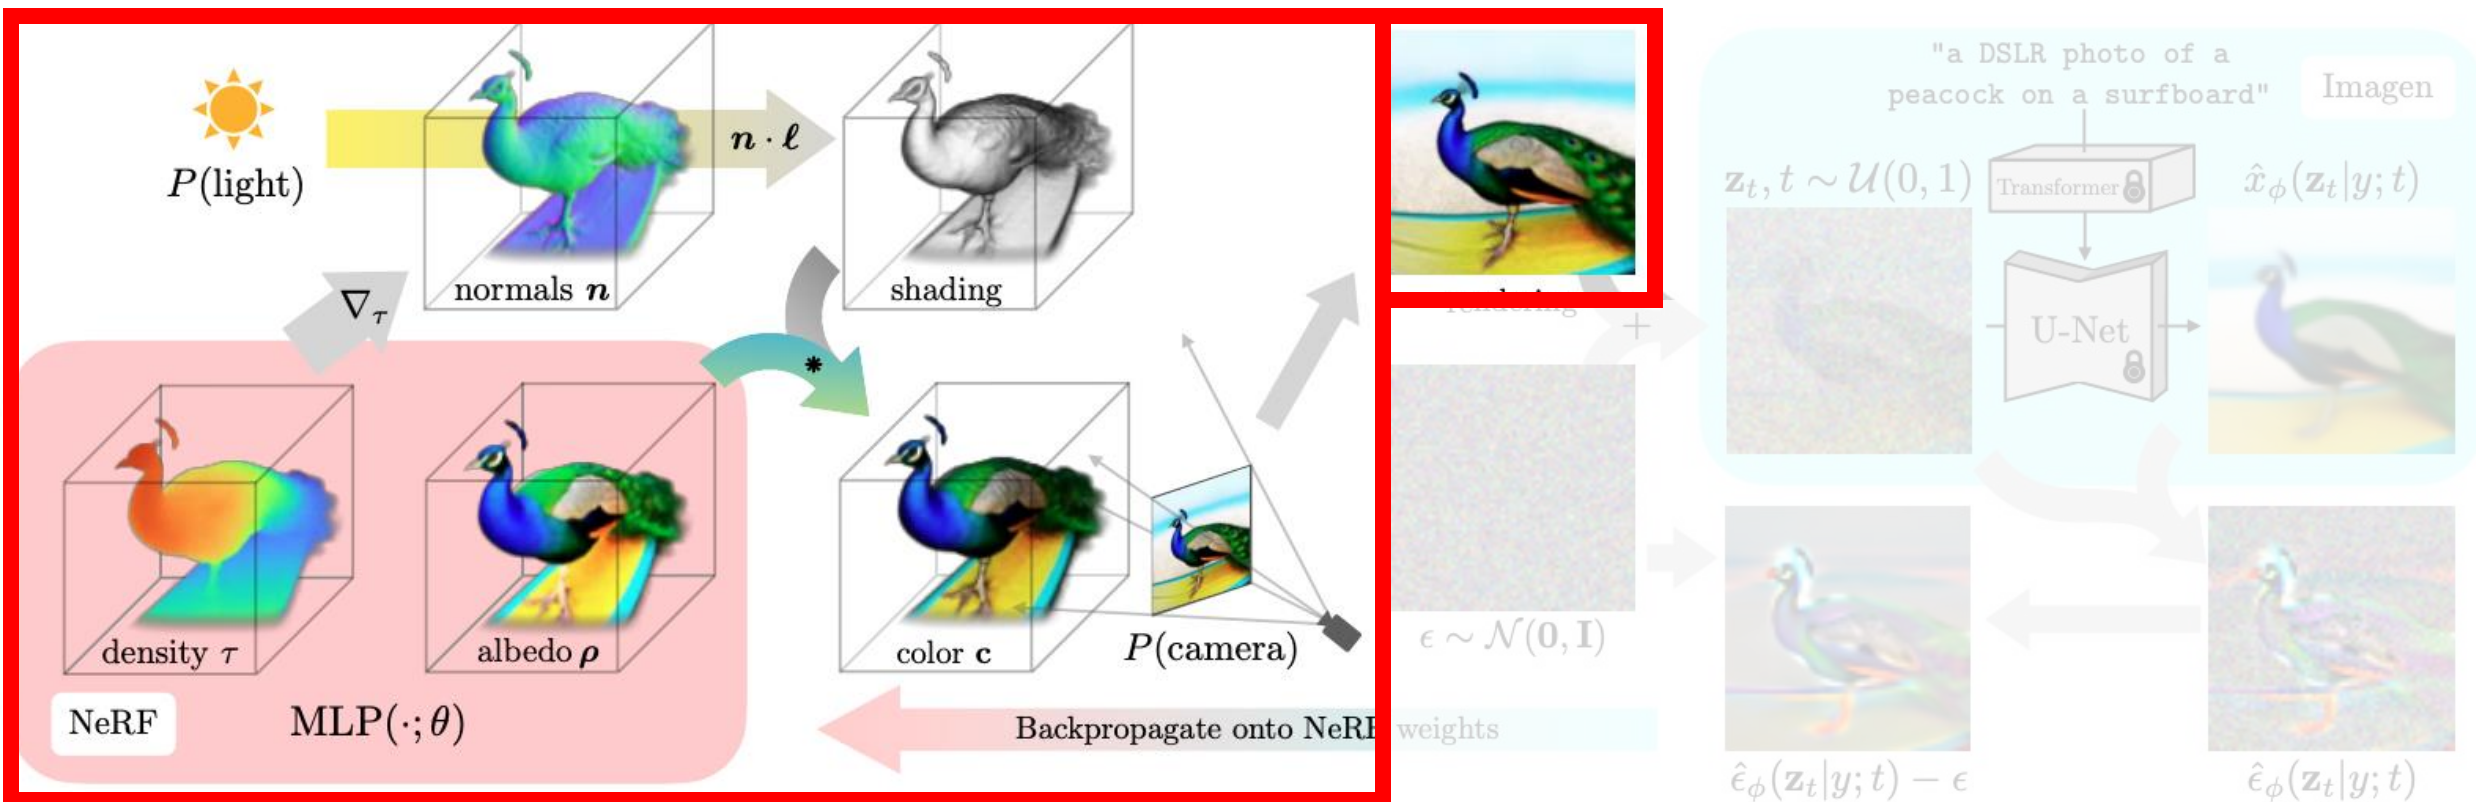 P(light)
n · ℓ
normals n
shading
∇τ
*
density τ
albedo ρ
color c
P(camera)
NeRF
MLP(·; θ)
Backpropagate onto NeRF weights
"a DSLR photo of a
peacock on a surfboard"
Imagen
z_t, t ∼ U(0, 1)
Transformer
x̂_ϕ(z_t|y; t)
U-Net
rendering
+
ϵ ∼ N(0, I)
ϵ̂_ϕ(z_t|y; t) − ϵ
ϵ̂_ϕ(z_t|y; t)